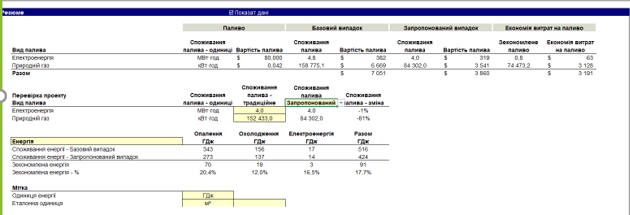 Резюме ☑ Показат дані
Паливо Базовий випадок Запропонований випадок Економія витрат на паливо
Споживання Споживання Споживання Зекономлене Економія витрат
Вид палива палива - одиниці Вартість палива палива Вартість палива палива Вартість палива паливо на паливо
Електроенергія МВт·год $ 80,000 4,8 $ 382 4,0 $ 319 0,8 $ 63
Природний газ кВт·год $ 0,042 158 775,1 $ 6 669 84 302,0 $ 3 541 74 473,2 $ 3 128
Разом $ 7 051 $ 3 860 $ 3 191
Споживання Споживання
Перевірка проекту Споживання палива - палива Споживання
Вид палива палива - одиниці традиційне Запропонований палива - зміна
Електроенергія МВт·год 4,0 4,0 -1%
Природний газ кВт·год 152 433,0 84 302,0 -81%
Опалення Охолодження Електроенергія Разом
Енергія ГДж ГДж ГДж ГДж
Споживання енергії - Базовий випадок 343 156 17 516
Споживання енергії - Запропонований випадок 273 137 14 424
Зекономлена енергія 70 19 3 91
Зекономлена енергія - % 20,4% 12,0% 16,5% 17,7%
Мітка
Одиниця енергії ГДж
Еталонна одиниця м²